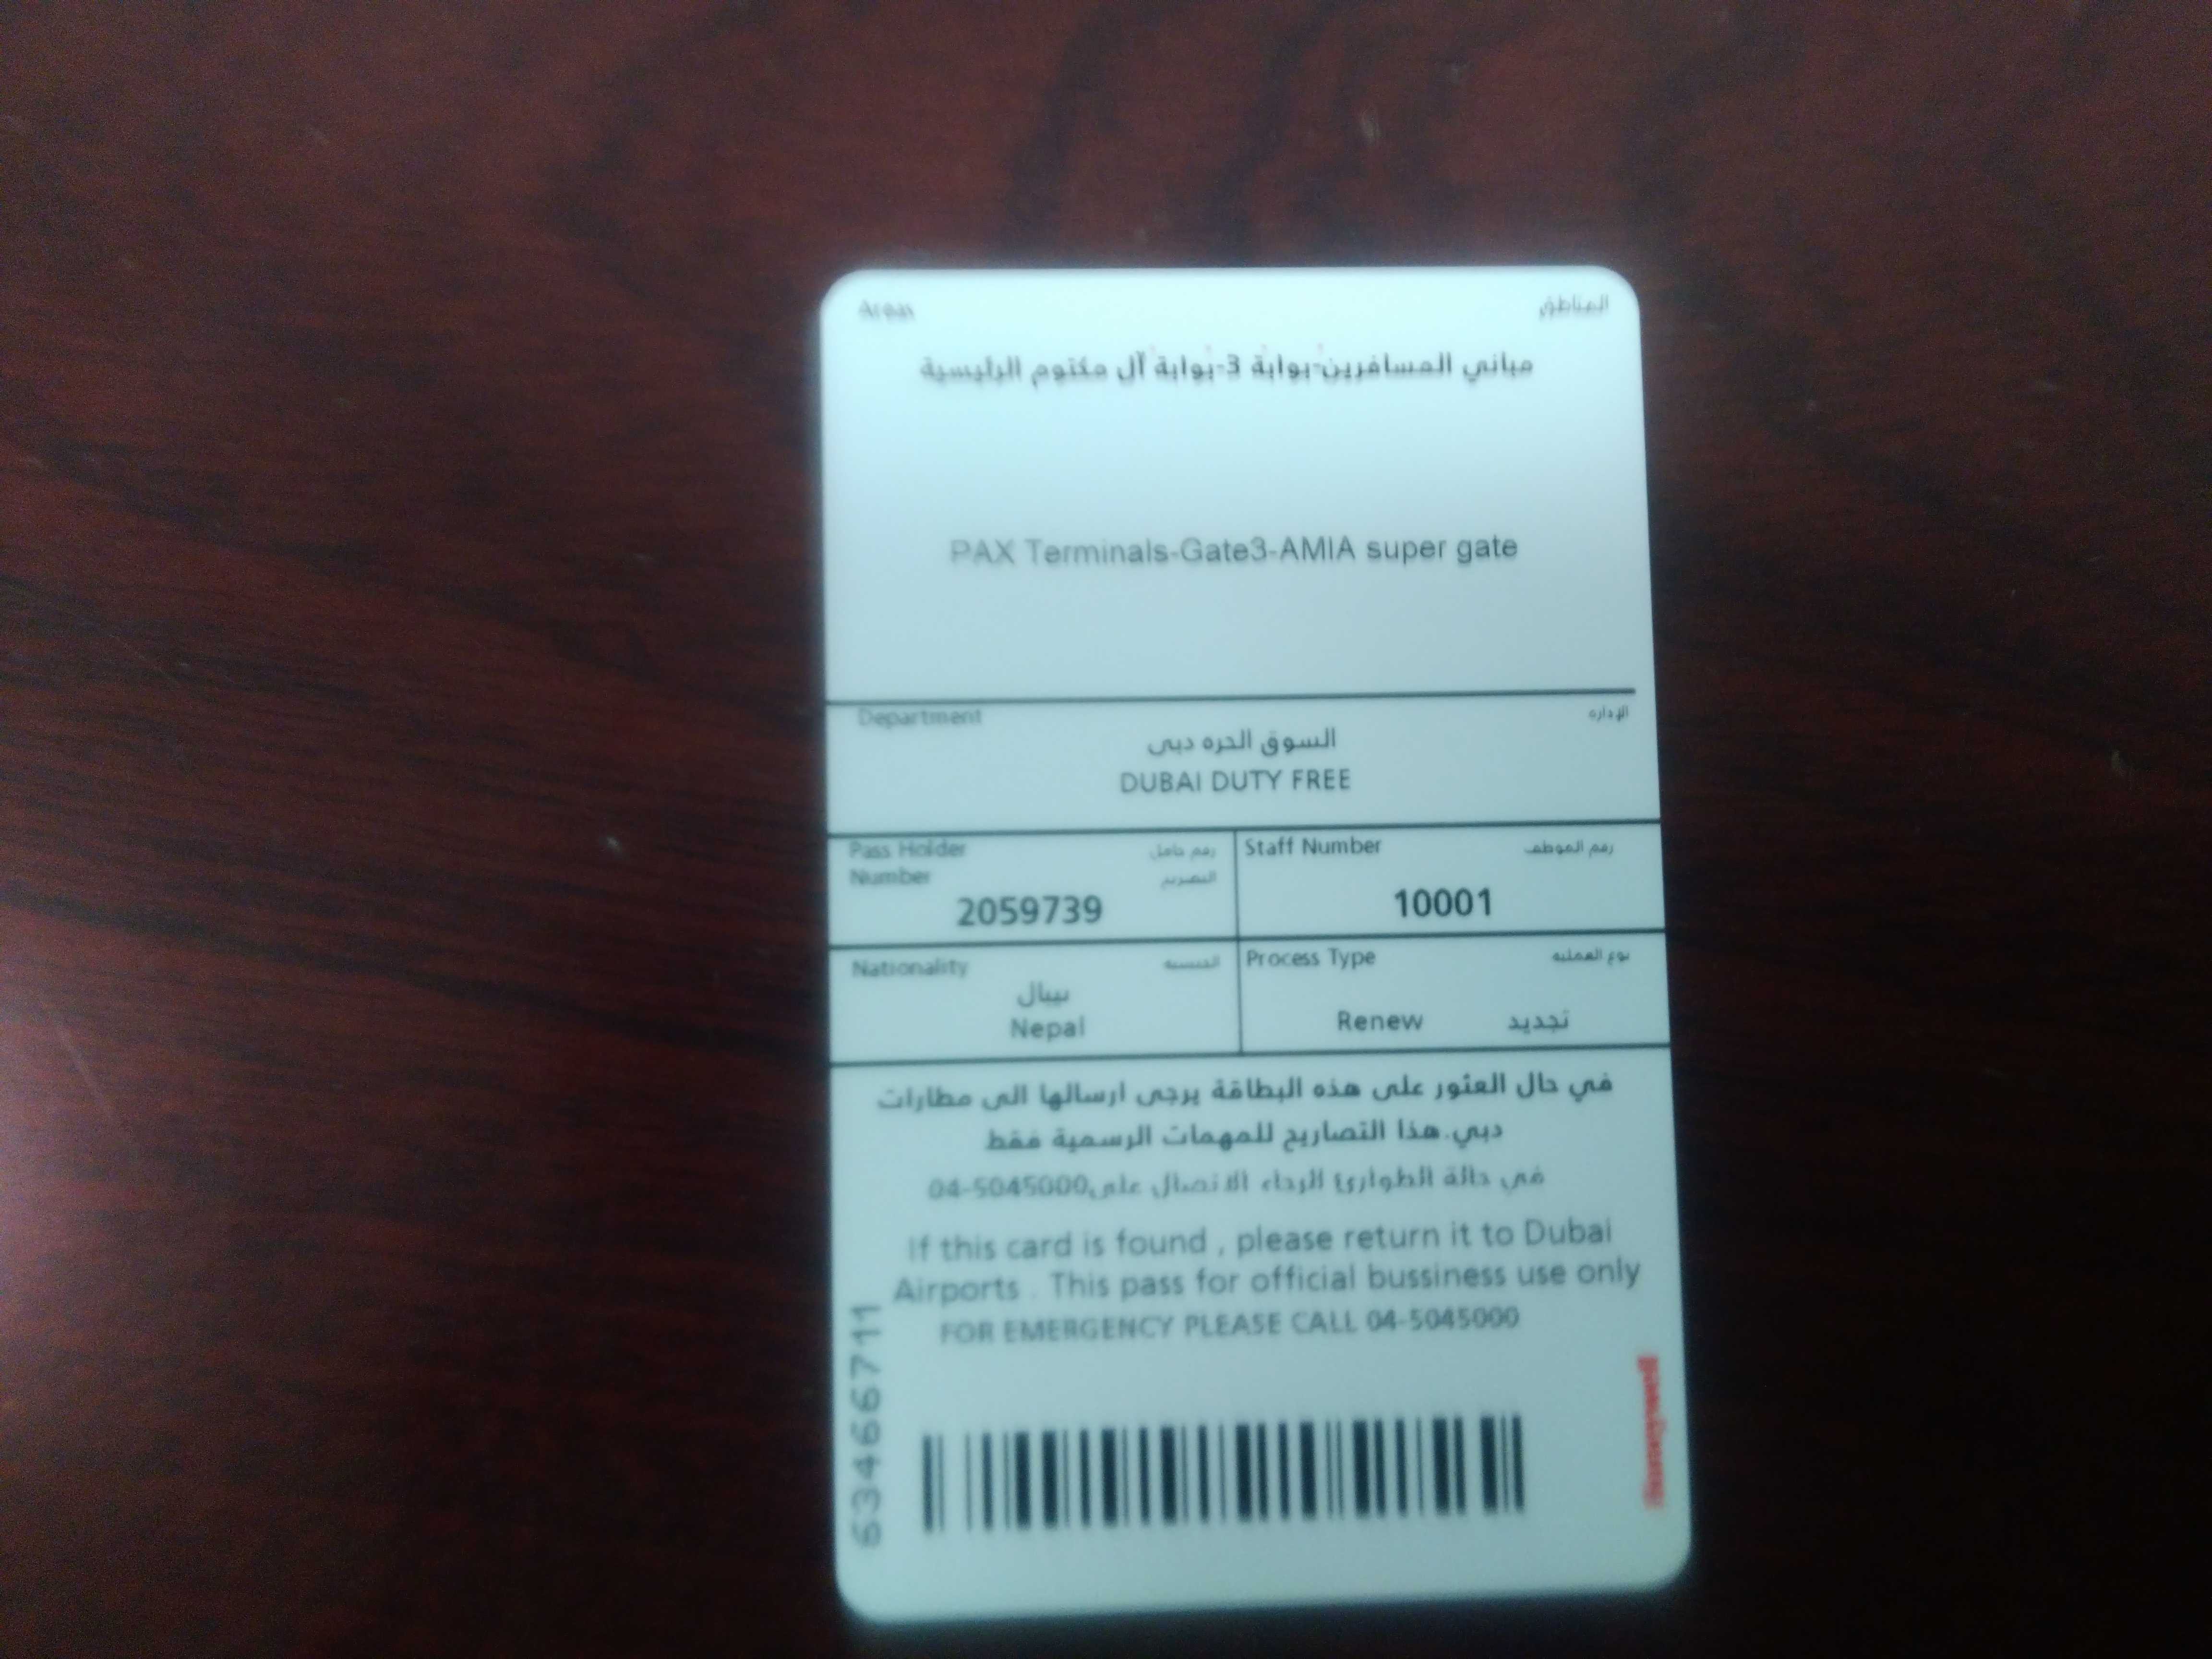 Areas المناطق
مباني المسافرين-بوابة 3-بوابة آل مكتوم الرئيسية
PAX Terminals-Gate3-AMIA super gate
Department الإدارة
السوق الحره دبى
DUBAI DUTY FREE
Pass Holder رقم حامل
Number التصريح
2059739
Staff Number رقم الموظف
10001
Nationality الجنسية
نيبال
Nepal
Process Type نوع العملية
Renew تجديد
في حال العثور على هذه البطاقة يرجى ارسالها الى مطارات
دبي.هذا التصاريح للمهمات الرسمية فقط
في حالة الطوارئ الرجاء الاتصال على04-5045000
If this card is found , please return it to Dubai
Airports . This pass for official bussiness use only
FOR EMERGENCY PLEASE CALL 04-5045000
63466711